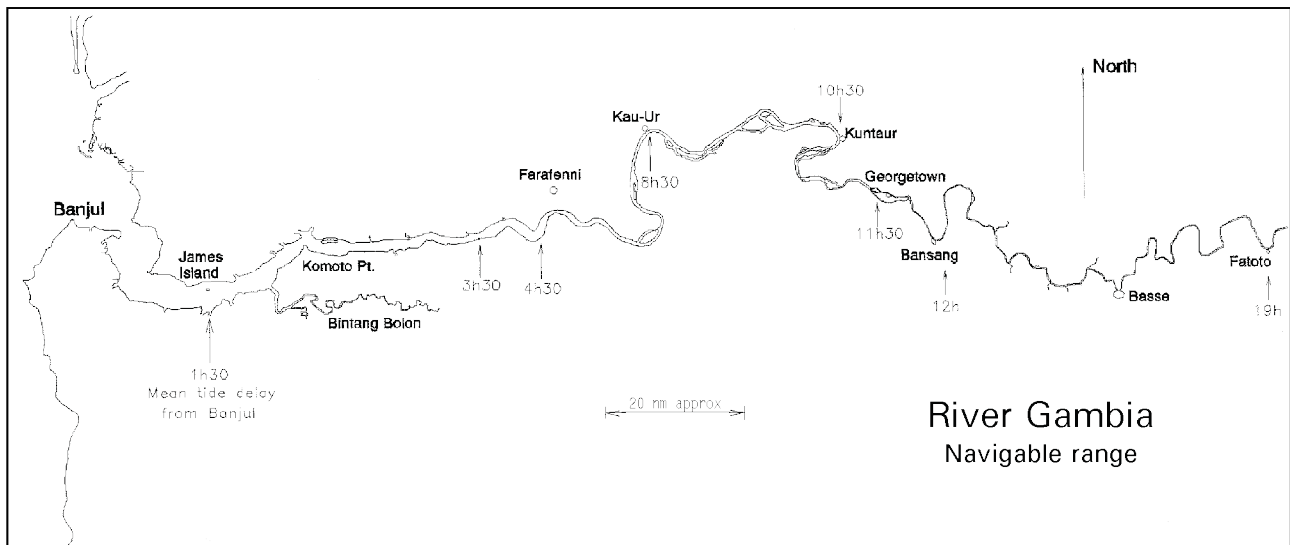 North
10h30
Kau-Ur
Kuntaur
8h30
Farafenni
Georgetown
Banjul
11h30
James
Island
Komoto Pt.
Bansang
Fatoto
3h30
4h30
12h
Basse
19h
Bintang Bolon
1h30
Mean tide delay
from Banjul
20 nm approx
River Gambia
Navigable range